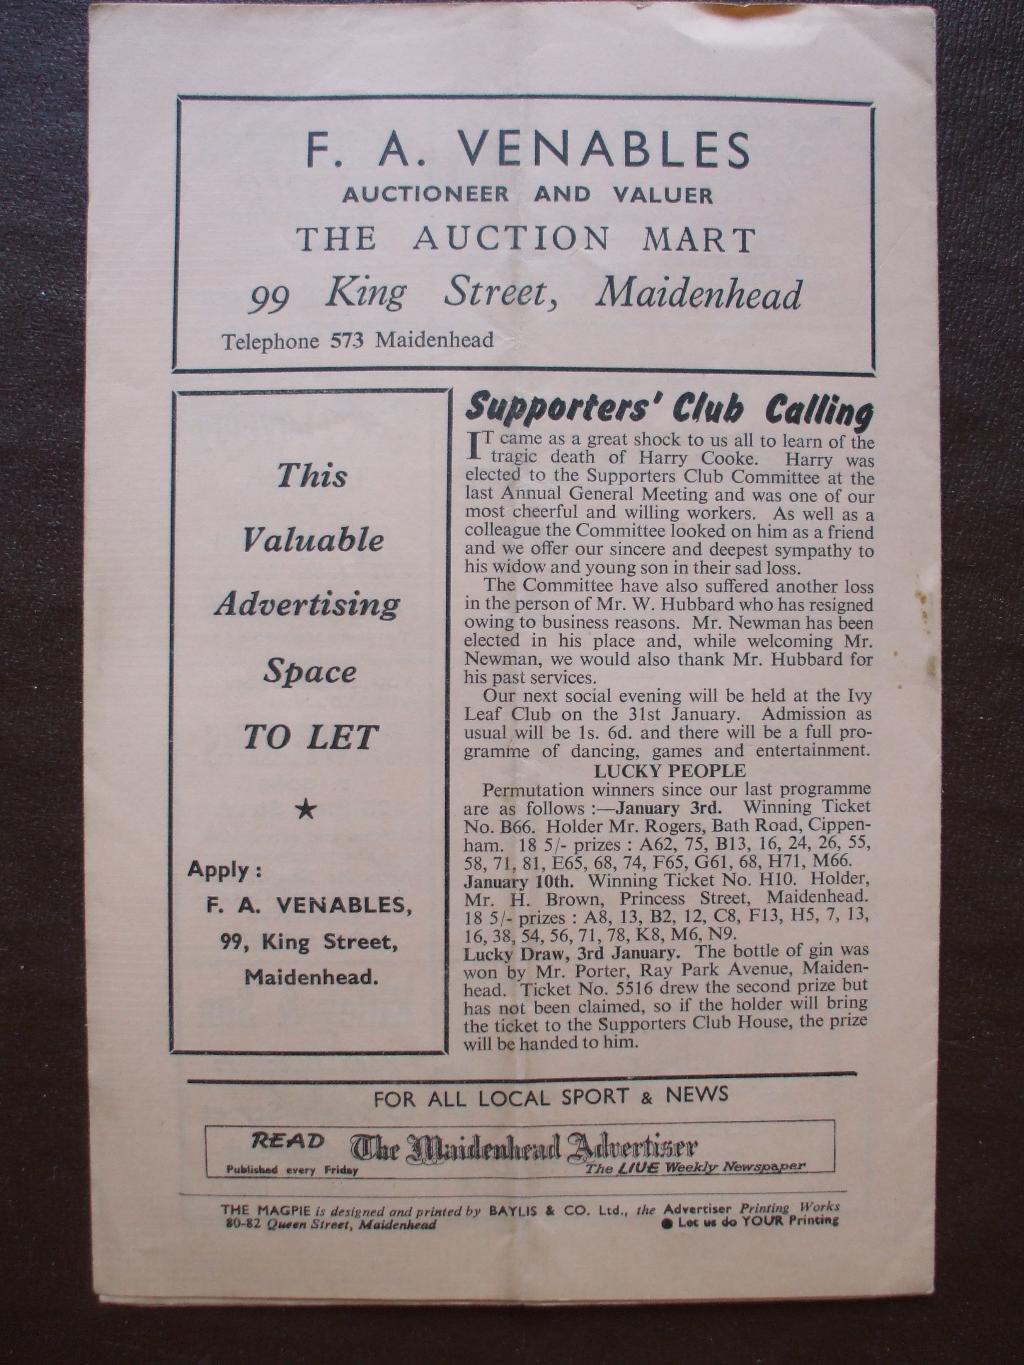 F. A. VENABLES
AUCTIONEER AND VALUER
THE AUCTION MART
99 King Street, Maidenhead
Telephone 573 Maidenhead
This
Valuable
Advertising
Space
TO LET
★
Apply :
F. A. VENABLES,
99, King Street,
Maidenhead.
Supporters' Club Calling
IT came as a great shock to us all to learn of the
tragic death of Harry Cooke. Harry was
elected to the Supporters Club Committee at the
last Annual General Meeting and was one of our
most cheerful and willing workers. As well as a
colleague the Committee looked on him as a friend
and we offer our sincere and deepest sympathy to
his widow and young son in their sad loss.
The Committee have also suffered another loss
in the person of Mr. W. Hubbard who has resigned
owing to business reasons. Mr. Newman has been
elected in his place and, while welcoming Mr.
Newman, we would also thank Mr. Hubbard for
his past services.
Our next social evening will be held at the Ivy
Leaf Club on the 31st January. Admission as
usual will be 1s. 6d. and there will be a full pro-
gramme of dancing, games and entertainment.
LUCKY PEOPLE
Permutation winners since our last programme
are as follows :—January 3rd. Winning Ticket
No. B66. Holder Mr. Rogers, Bath Road, Cippen-
ham. 18 5/- prizes : A62, 75, B13, 16, 24, 26, 55,
58, 71, 81, E65, 68, 74, F65, G61, 68, H71, M66.
January 10th. Winning Ticket No. H10. Holder,
Mr. H. Brown, Princess Street, Maidenhead.
18 5/- prizes : A8, 13, B2, 12, C8, F13, H5, 7, 13,
16, 38, 54, 56, 71, 78, K8, M6, N9.
Lucky Draw, 3rd January. The bottle of gin was
won by Mr. Porter, Ray Park Avenue, Maiden-
head. Ticket No. 5516 drew the second prize but
has not been claimed, so if the holder will bring
the ticket to the Supporters Club House, the prize
will be handed to him.
FOR ALL LOCAL SPORT & NEWS
READ The Maidenhead Advertiser
Published every Friday The LIVE Weekly Newspaper
THE MAGPIE is designed and printed by BAYLIS & CO. Ltd., the Advertiser Printing Works
80-82 Queen Street, Maidenhead ● Let us do YOUR Printing